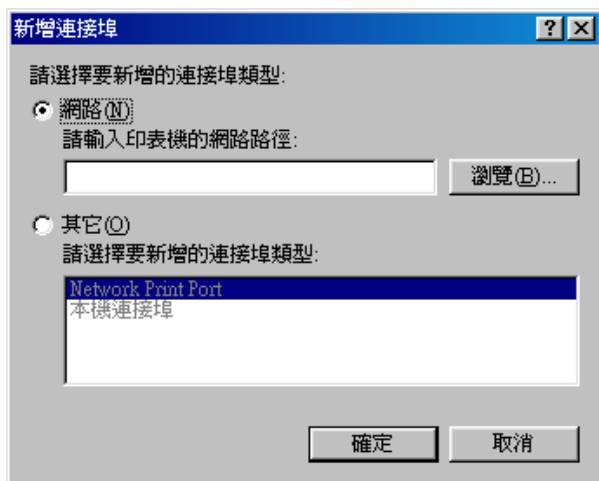 新增連接埠
請選擇要新增的連接埠類型:
網路(N)
請輸入印表機的網路路徑:
瀏覽(B)...
其它(O)
請選擇要新增的連接埠類型:
Network Print Port
本機連接埠
確定
取消